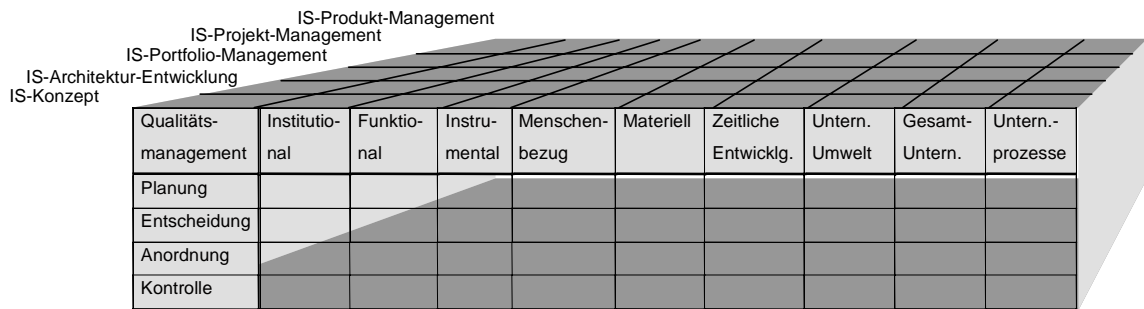 IS-Produkt-Management
IS-Projekt-Management
IS-Portfolio-Management
IS-Architektur-Entwicklung
IS-Konzept
Qualitäts-
management
Institutio-
nal
Funktio-
nal
Instru-
mental
Menschen-
bezug
Materiell
Zeitliche
Entwicklg.
Untern.
Umwelt
Gesamt-
Untern.
Untern.-
prozesse
Planung
Entscheidung
Anordnung
Kontrolle